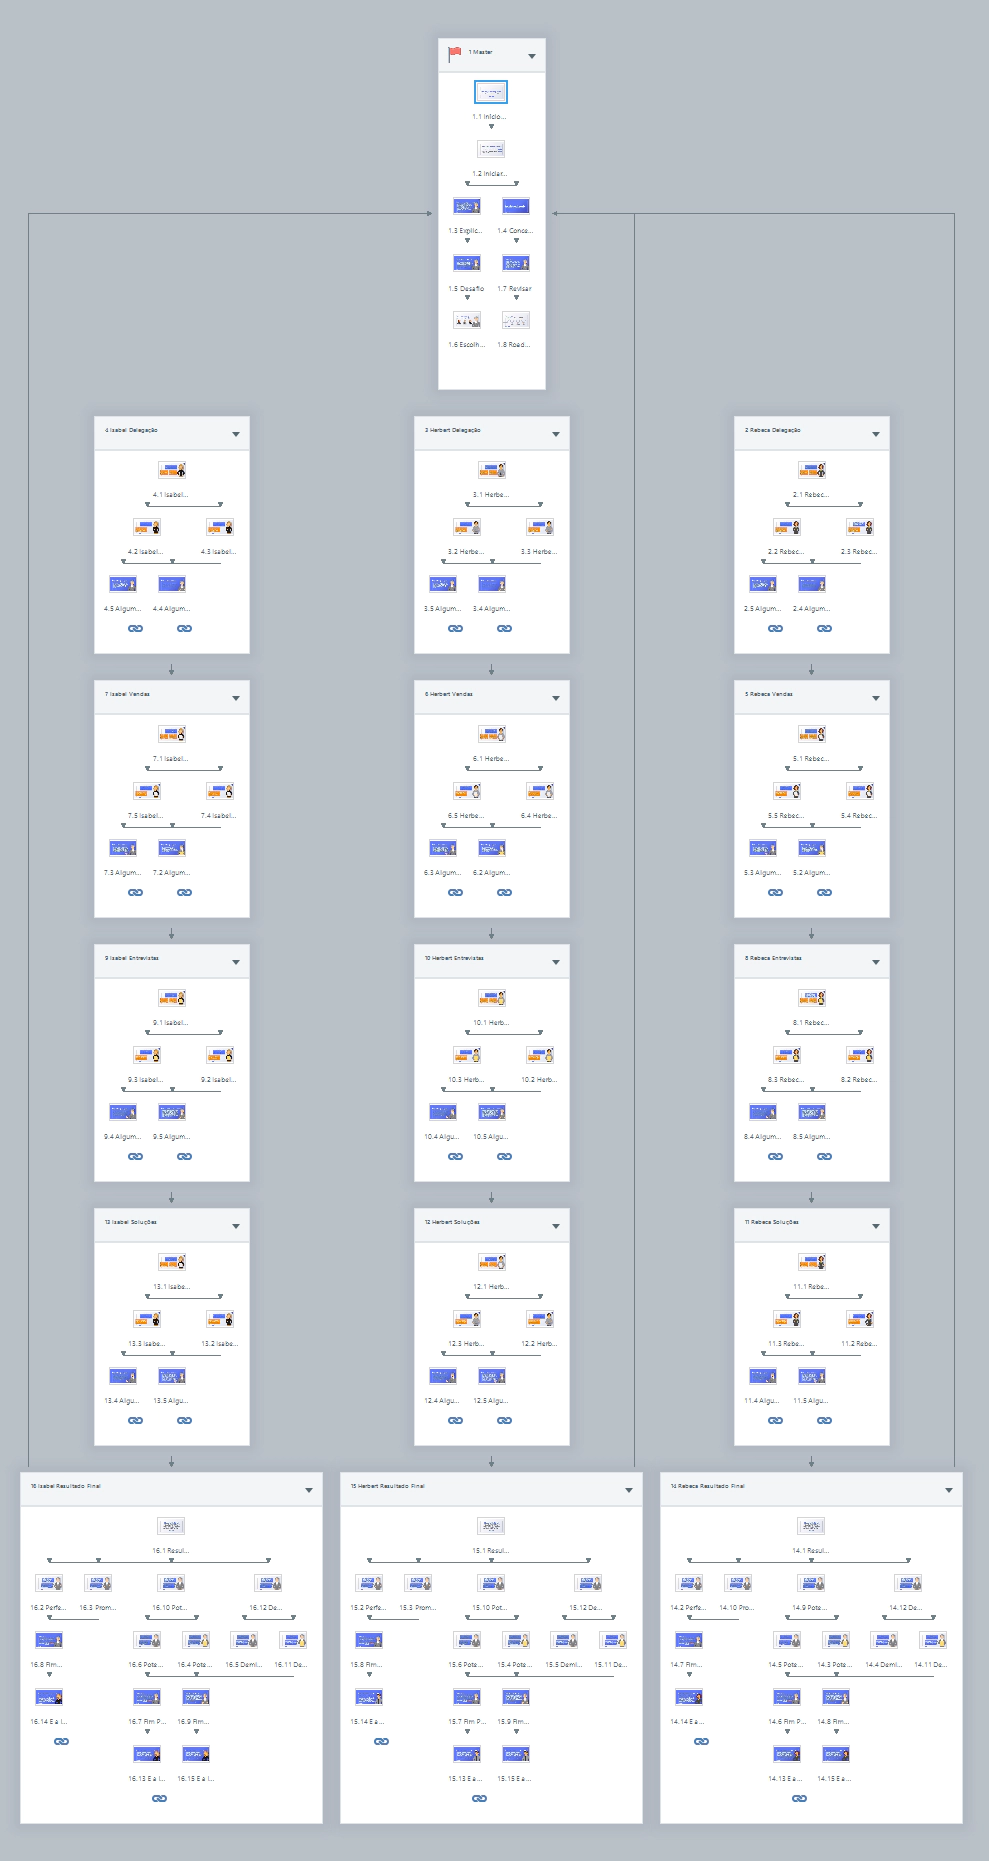 1 Master
1.1 Início...
1.2 Iniciar...
1.3 Explic... 1.4 Conce...
1.5 Desafio 1.7 Revisar
1.6 Escolh... 1.8 Road...
4 Isabel Delegação
4.1 Isabel...
4.2 Isabel... 4.3 Isabel...
4.5 Algum... 4.4 Algum...
3 Herbert Delegação
3.1 Herbe...
3.2 Herbe... 3.3 Herbe...
3.5 Algum... 3.4 Algum...
2 Rebeca Delegação
2.1 Rebec...
2.2 Rebec... 2.3 Rebec...
2.5 Algum... 2.4 Algum...
7 Isabel Vendas
7.1 Isabel...
7.5 Isabel... 7.4 Isabel...
7.3 Algum... 7.2 Algum...
6 Herbert Vendas
6.1 Herbe...
6.5 Herbe... 6.4 Herbe...
6.3 Algum... 6.2 Algum...
5 Rebeca Vendas
5.1 Rebec...
5.5 Rebec... 5.4 Rebec...
5.3 Algum... 5.2 Algum...
9 Isabel Entrevistas
9.1 Isabel...
9.3 Isabel... 9.2 Isabel...
9.4 Algum... 9.5 Algum...
10 Herbert Entrevistas
10.1 Herb...
10.3 Herb... 10.2 Herb...
10.4 Algu... 10.5 Algu...
8 Rebeca Entrevistas
8.1 Rebec...
8.3 Rebec... 8.2 Rebec...
8.4 Algum... 8.5 Algum...
13 Isabel Soluções
13.1 Isabe...
13.3 Isabe... 13.2 Isabe...
13.4 Algu... 13.5 Algu...
12 Herbert Soluções
12.1 Herb...
12.3 Herb... 12.2 Herb...
12.4 Algu... 12.5 Algu...
11 Rebeca Soluções
11.1 Rebe...
11.3 Rebe... 11.2 Rebe...
11.4 Algu... 11.5 Algu...
16 Isabel Resultado Final
16.1 Resul...
16.2 Perfe... 16.3 Prom... 16.10 Pot... 16.12 De...
16.8 Fim... 16.6 Pote... 16.4 Pote... 16.5 Demi... 16.11 De...
16.14 E a I... 16.7 Fim P... 16.9 Fim...
16.13 E a I... 16.15 E a I...
15 Herbert Resultado Final
15.1 Resul...
15.2 Perfe... 15.3 Prom... 15.10 Pot... 15.12 De...
15.8 Fim... 15.6 Pote... 15.4 Pote... 15.5 Demi... 15.11 De...
15.14 E a... 15.7 Fim P... 15.9 Fim...
15.13 E a... 15.15 E a...
14 Rebeca Resultado Final
14.1 Resul...
14.2 Perfe... 14.10 Pro... 14.9 Pote... 14.12 De...
14.7 Fim... 14.5 Pote... 14.3 Pote... 14.4 Demi... 14.11 De...
14.14 E a... 14.6 Fim P... 14.8 Fim...
14.13 E a... 14.15 E a...